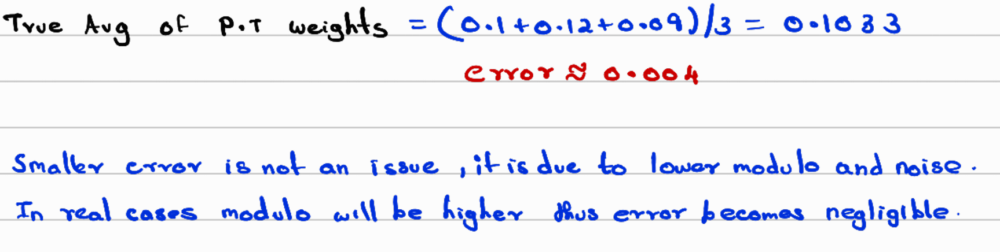 True Avg of P.T weights = (0.1+0.12+0.09)/3 = 0.1033
error ≈ 0.004
Smaller error is not an issue, it is due to lower modulo and noise.
In real cases modulo will be higher thus error becomes negligible.